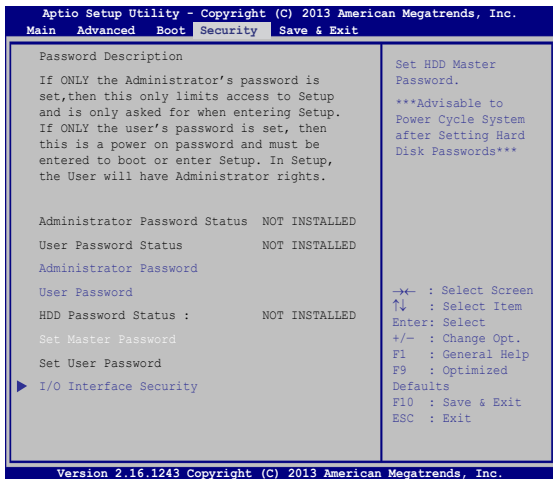 Aptio Setup Utility - Copyright (C) 2013 American Megatrends, Inc.
Main Advanced Boot Security Save & Exit
Password Description
If ONLY the Administrator's password is
set,then this only limits access to Setup
and is only asked for when entering Setup.
If ONLY the user's password is set, then
this is a power on password and must be
entered to boot or enter Setup. In Setup,
the User will have Administrator rights.
Administrator Password Status NOT INSTALLED
User Password Status NOT INSTALLED
Administrator Password
User Password
HDD Password Status : NOT INSTALLED
Set Master Password
Set User Password
I/O Interface Security
Set HDD Master
Password.
***Advisable to
Power Cycle System
after Setting Hard
Disk Passwords***
→← : Select Screen
↑↓ : Select Item
Enter: Select
+/— : Change Opt.
F1 : General Help
F9 : Optimized
Defaults
F10 : Save & Exit
ESC : Exit
Version 2.16.1243 Copyright (C) 2013 American Megatrends, Inc.